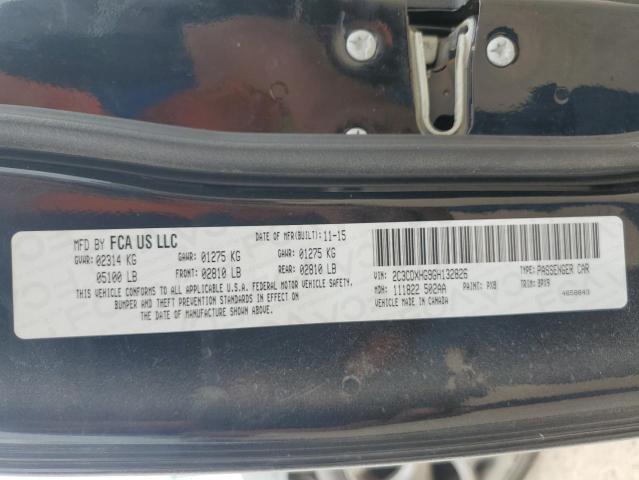 MFD BY FCA US LLC DATE OF MFR(BUILT): 11-15
GVWR: 02314 KG GAWR: 01275 KG GAWR: 01275 KG
05100 LB FRONT: 02810 LB REAR: 02810 LB
THIS VEHICLE CONFORMS TO ALL APPLICABLE U.S.A. FEDERAL MOTOR VEHICLE SAFETY,
BUMPER AND THEFT PREVENTION STANDARDS IN EFFECT ON
THE DATE OF MANUFACTURE SHOWN ABOVE.
VIN: 2C3CDXHG9GH132826 TYPE: PASSENGER CAR
MDH: 111822 502AA PAINT: PX8 TRIM: BPX9
VEHICLE MADE IN CANADA 4658843